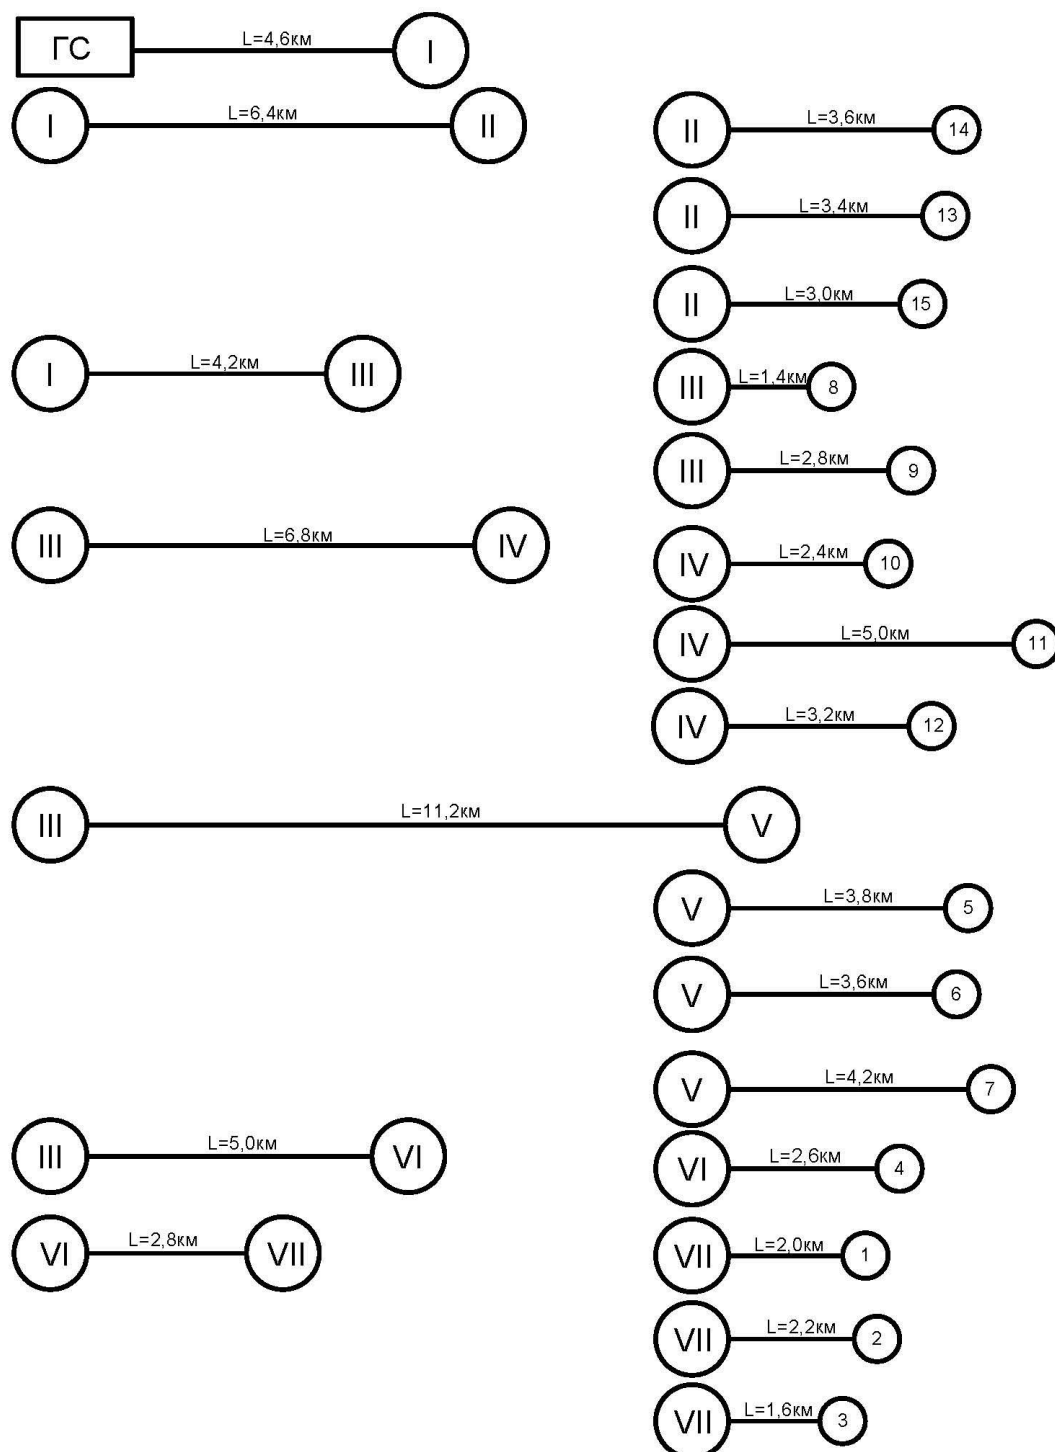 ГС L=4,6км I
I L=6,4км II
II L=3,6км 14
II L=3,4км 13
II L=3,0км 15
I L=4,2км III
III L=1,4км 8
III L=2,8км 9
III L=6,8км IV
IV L=2,4км 10
IV L=5,0км 11
IV L=3,2км 12
III L=11,2км V
V L=3,8км 5
V L=3,6км 6
V L=4,2км 7
III L=5,0км VI
VI L=2,6км 4
VI L=2,8км VII
VII L=2,0км 1
VII L=2,2км 2
VII L=1,6км 3